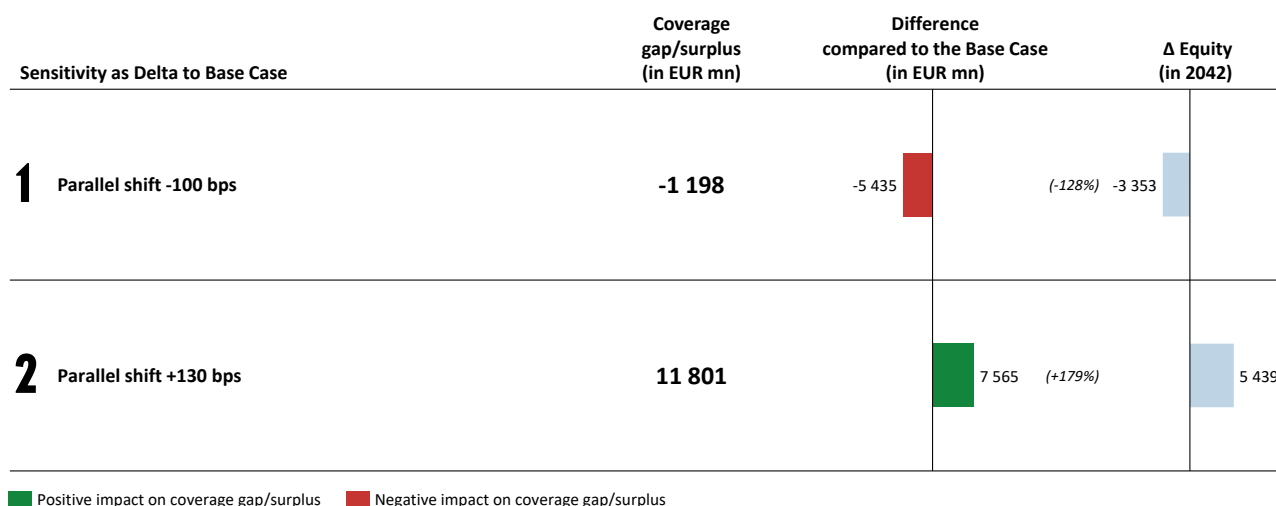 Sensitivity as Delta to Base Case
Coverage
gap/surplus
(in EUR mn)
Difference
compared to the Base Case
(in EUR mn)
Δ Equity
(in 2042)
1 Parallel shift -100 bps -1 198 -5 435 (-128%) -3 353
2 Parallel shift +130 bps 11 801 7 565 (+179%) 5 439
Positive impact on coverage gap/surplus Negative impact on coverage gap/surplus